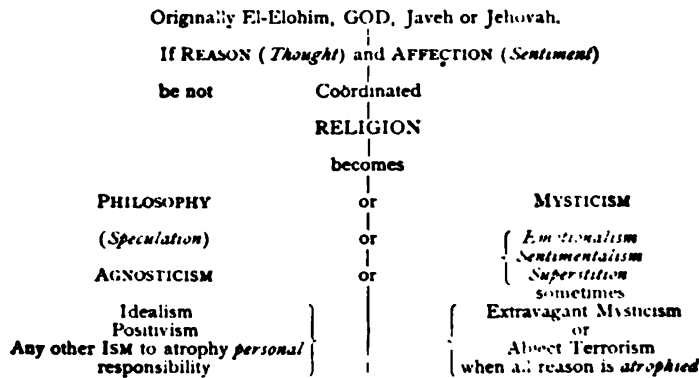 Originally El-Elohim, GOD, Javeh or Jehovah.
If REASON (Thought) and AFFECTION (Sentiment)
be not Coördinated
RELIGION
becomes
PHILOSOPHY or MYSTICISM
(Speculation) or Emotionalism
Sentimentalism
AGNOSTICISM or Superstition
sometimes
Idealism Extravagant Mysticism
Positivism or
Any other ISM to atrophy personal Abject Terrorism
responsibility when all reason is atrophied